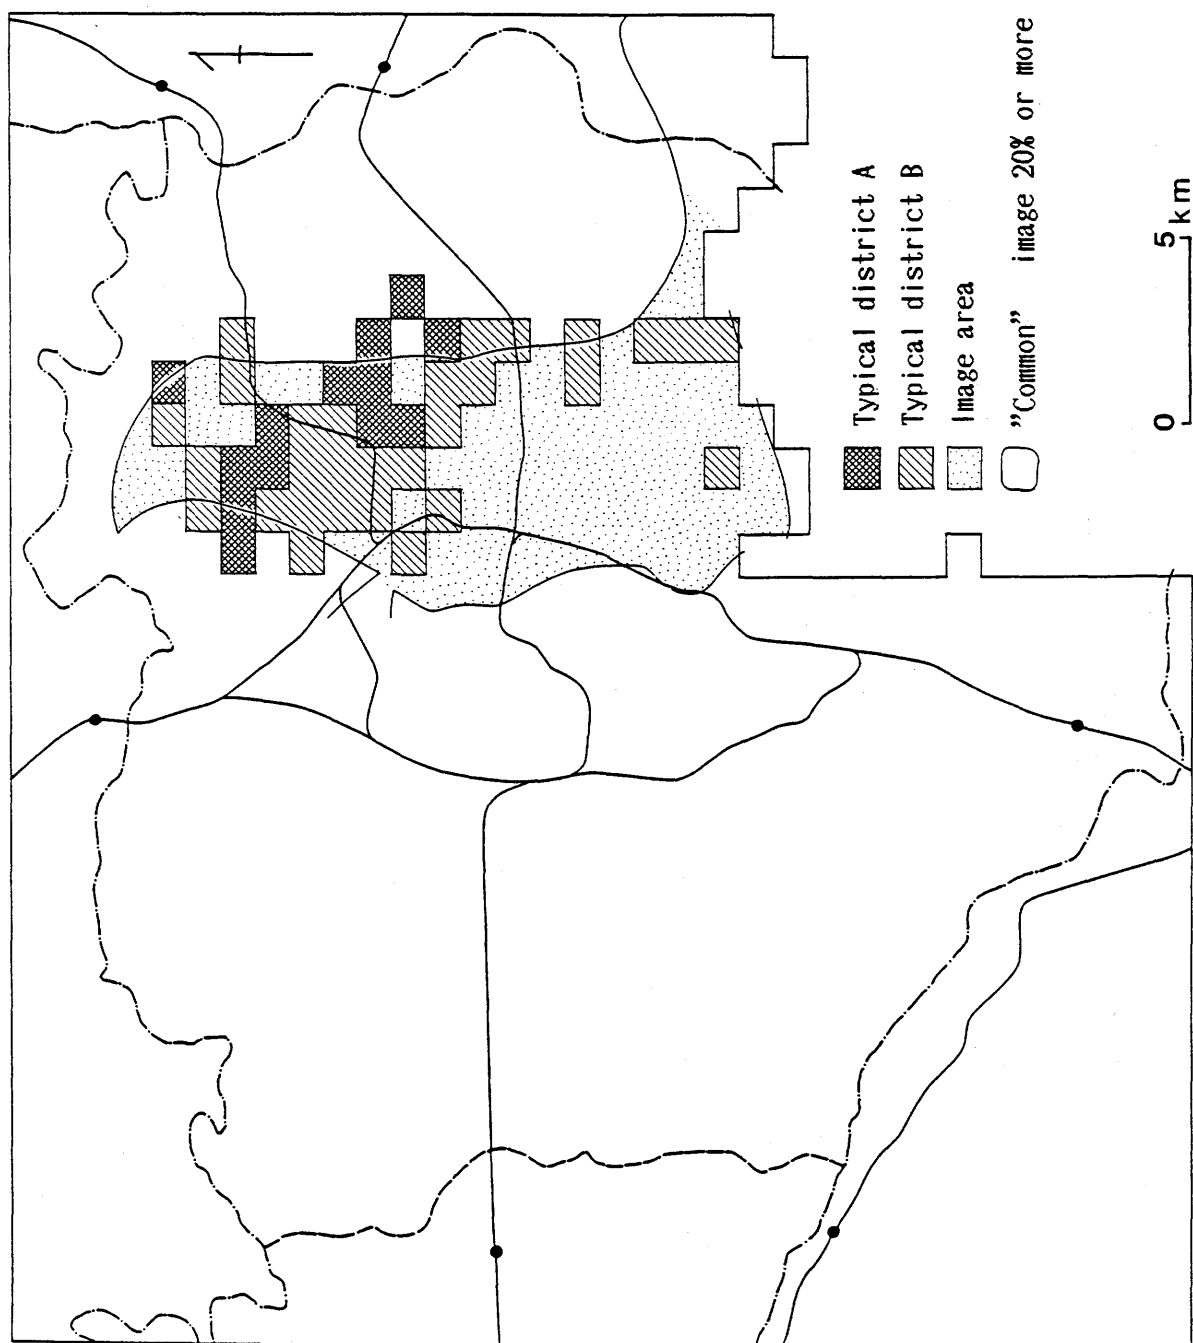 Typical district A
Typical district B
Image area
”Common” image 20% or more
0 5 km